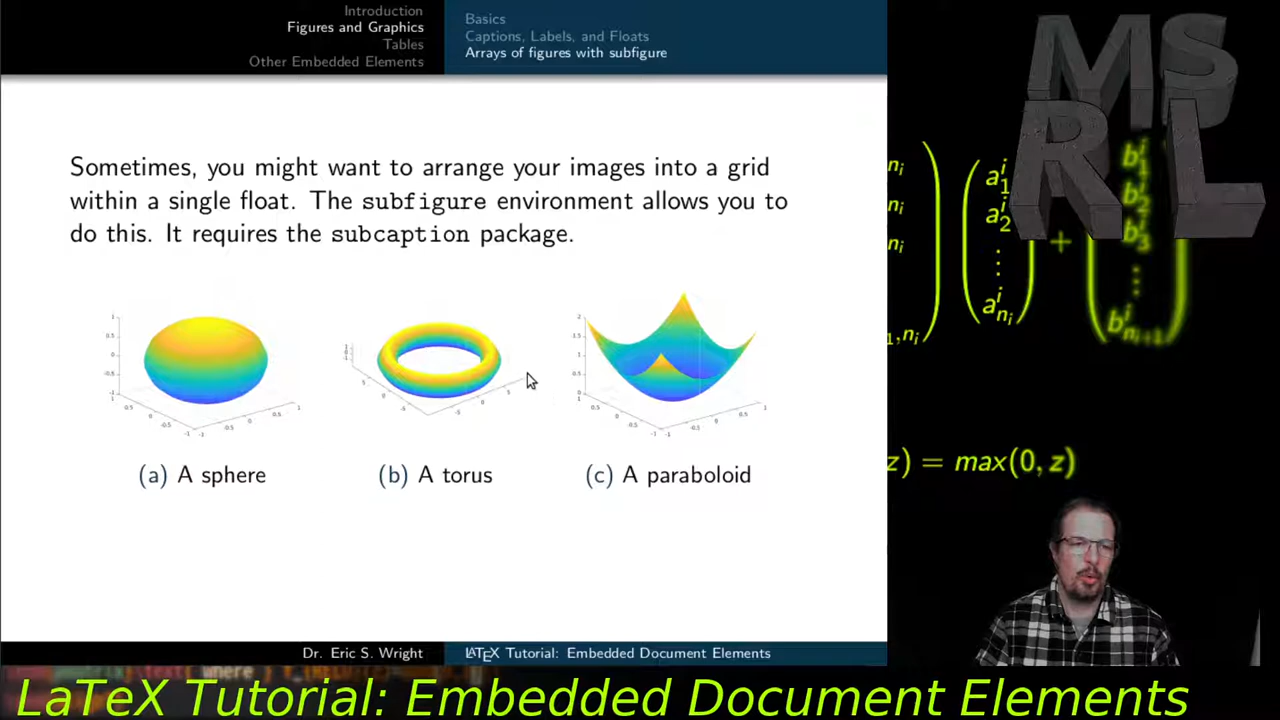 Introduction
Figures and Graphics
Tables
Other Embedded Elements
Basics
Captions, Labels, and Floats
Arrays of figures with subfigure
Sometimes, you might want to arrange your images into a grid
within a single float. The subfigure environment allows you to
do this. It requires the subcaption package.
(a) A sphere
(b) A torus
(c) A paraboloid
Dr. Eric S. Wright
LATEX Tutorial: Embedded Document Elements
MS
RL
z) = max(0, z)
LaTeX Tutorial: Embedded Document Elements